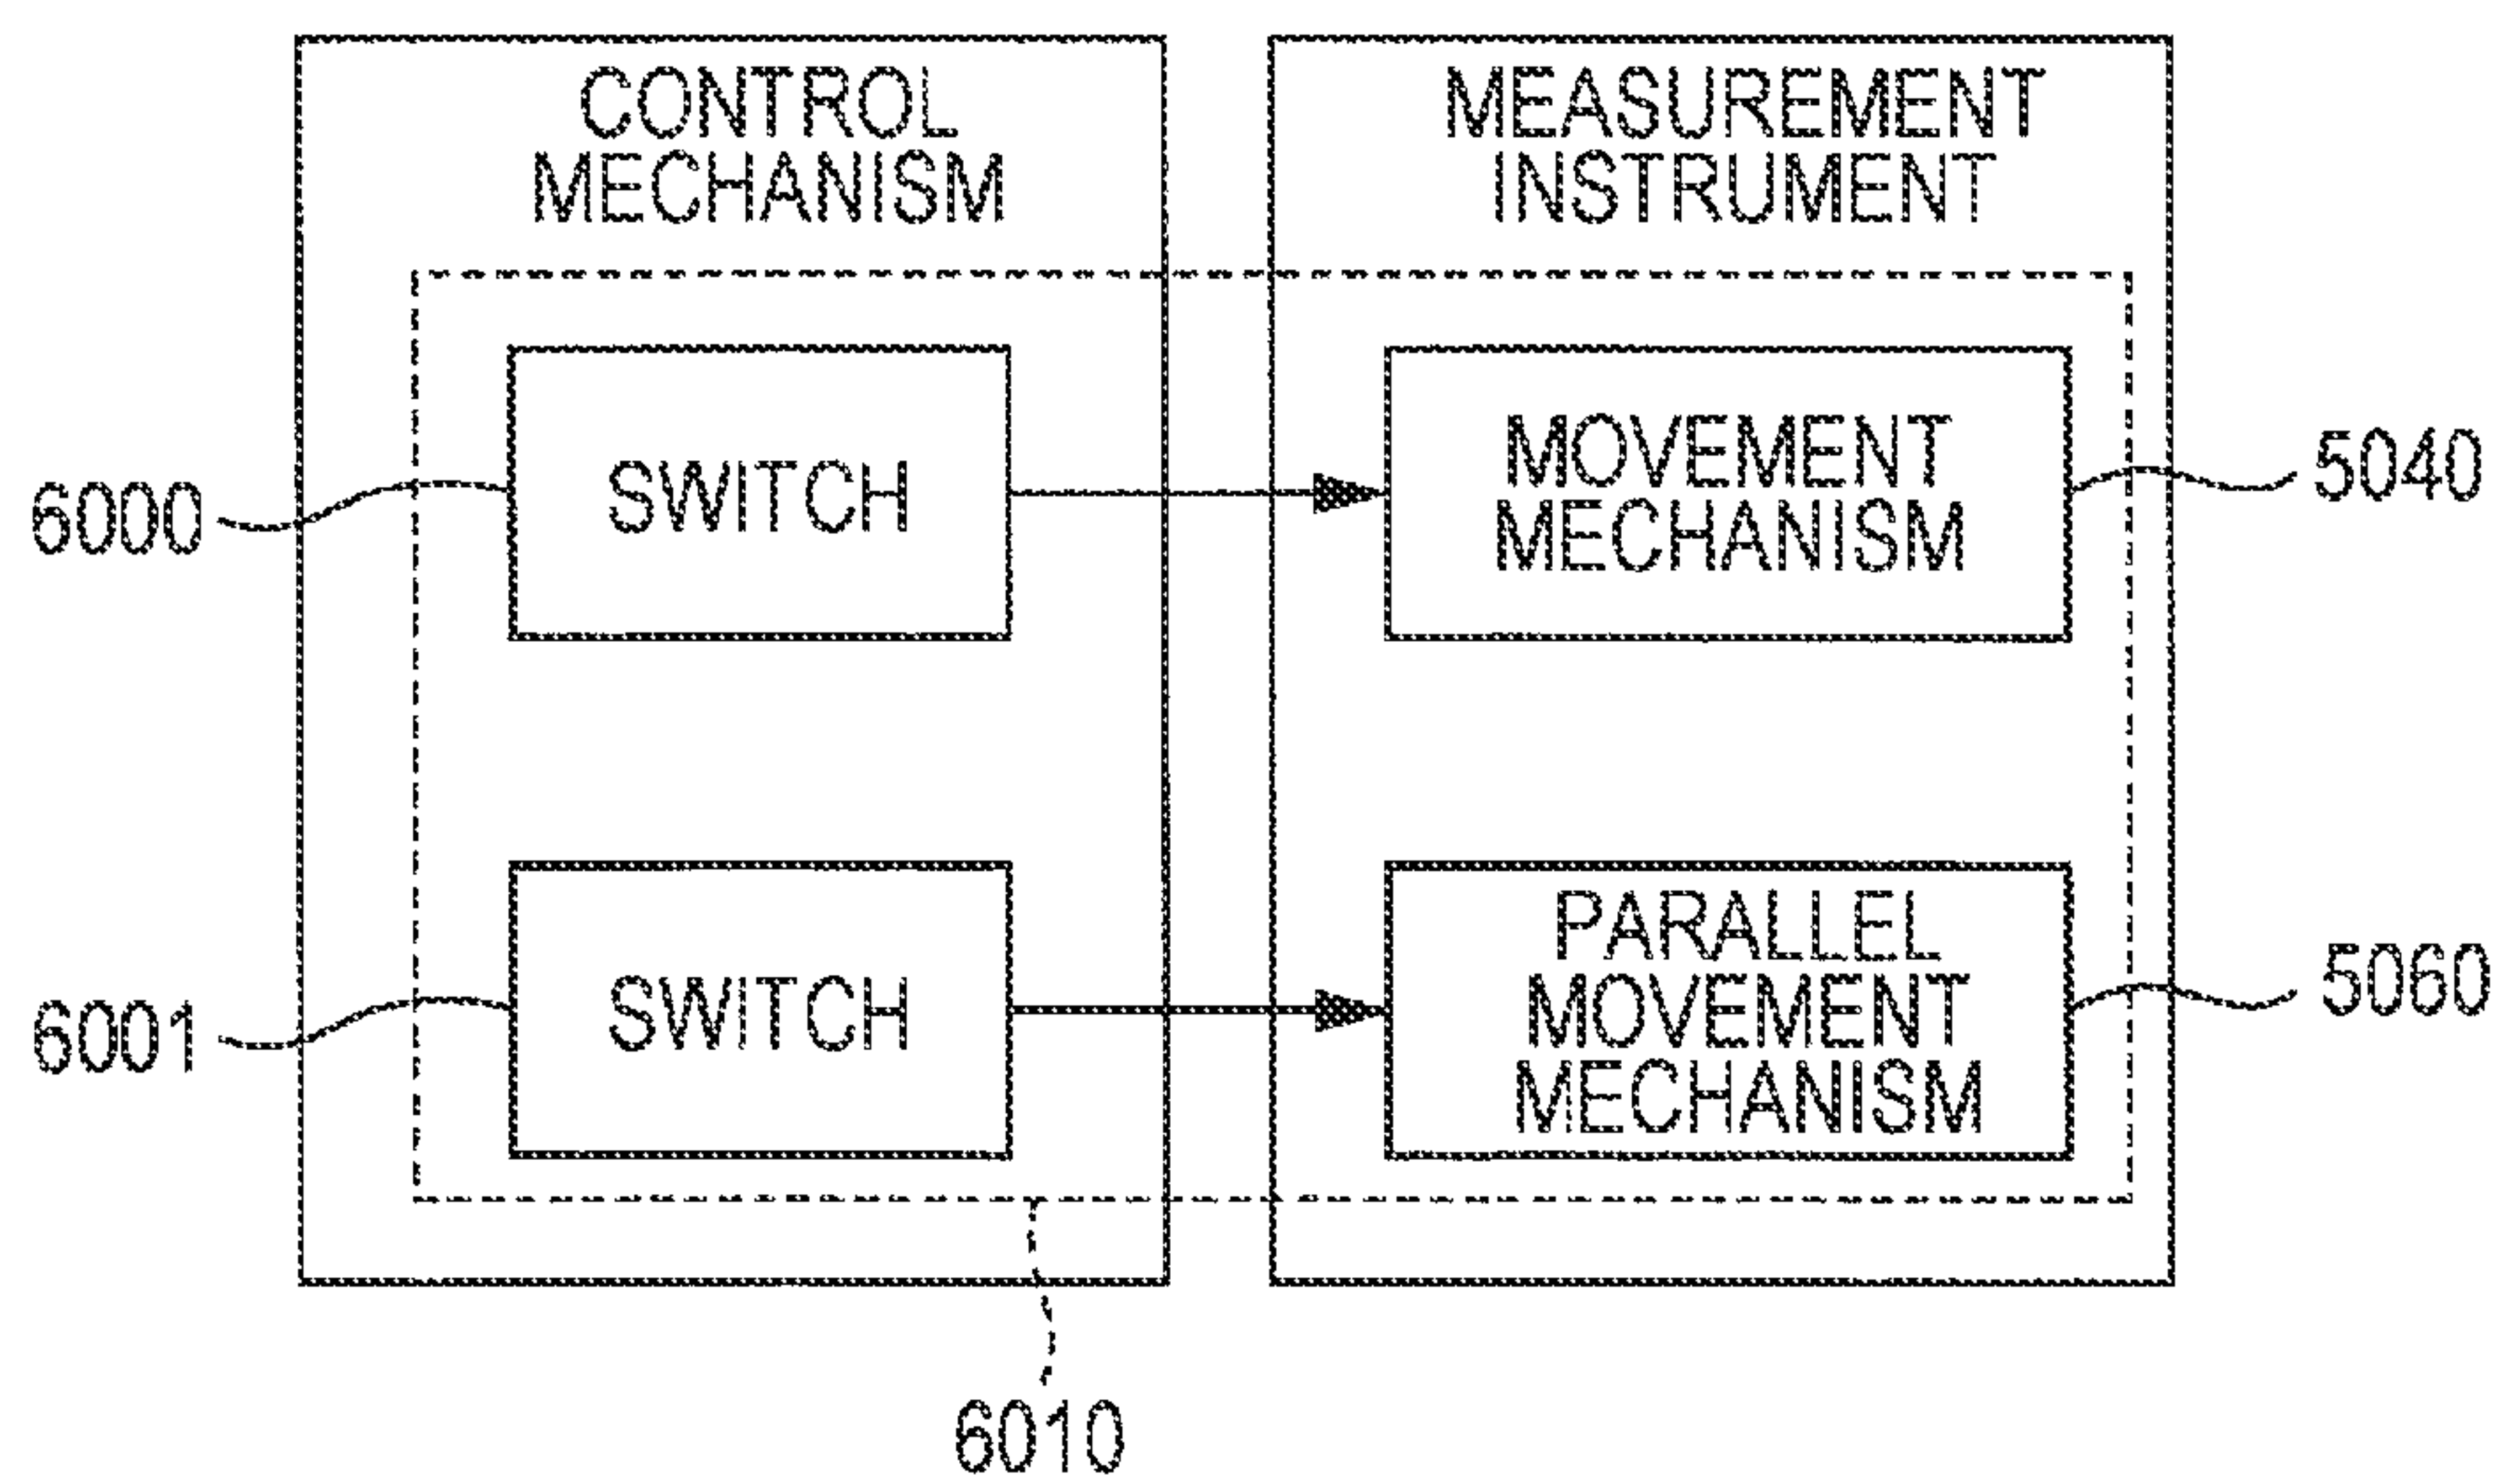 CONTROL
MECHANISM
MEASUREMENT
INSTRUMENT
6000
SWITCH
MOVEMENT
MECHANISM
5040
6001
SWITCH
PARALLEL
MOVEMENT
MECHANISM
5060
6010